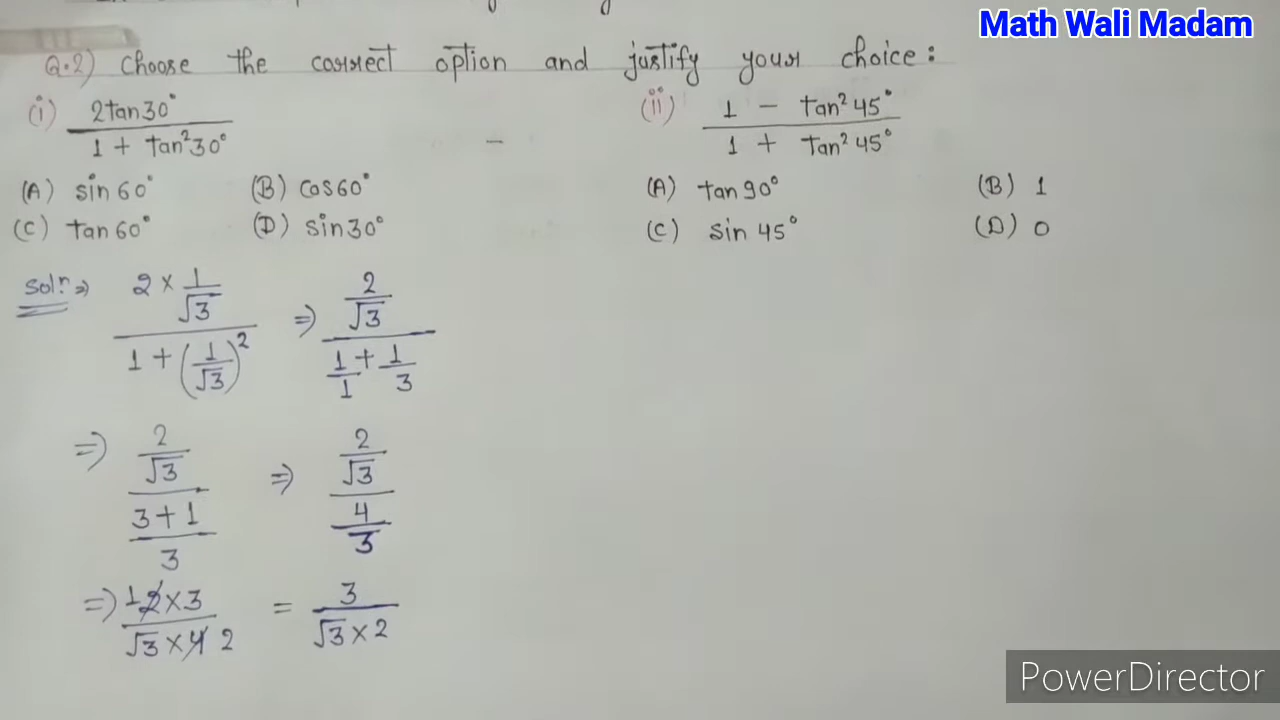 Math Wali Madam
Q.2) Choose the correct option and justify your choice :
(i) 2tan30° / 1 + tan²30°
(A) sin 60° (B) cos60°
(C) tan 60° (D) sin30°
(ii) 1 - tan²45° / 1 + tan²45°
(A) tan 90° (B) 1
(C) sin 45° (D) 0
Solⁿ. ⇒ 2 × 1/√3 / 1 + (1/√3)² ⇒ 2/√3 / 1/1 + 1/3
⇒ 2/√3 / 3+1/3 ⇒ 2/√3 / 4/3
⇒ 1 2×3 / √3×4 2 = 3 / √3×2
PowerDirector